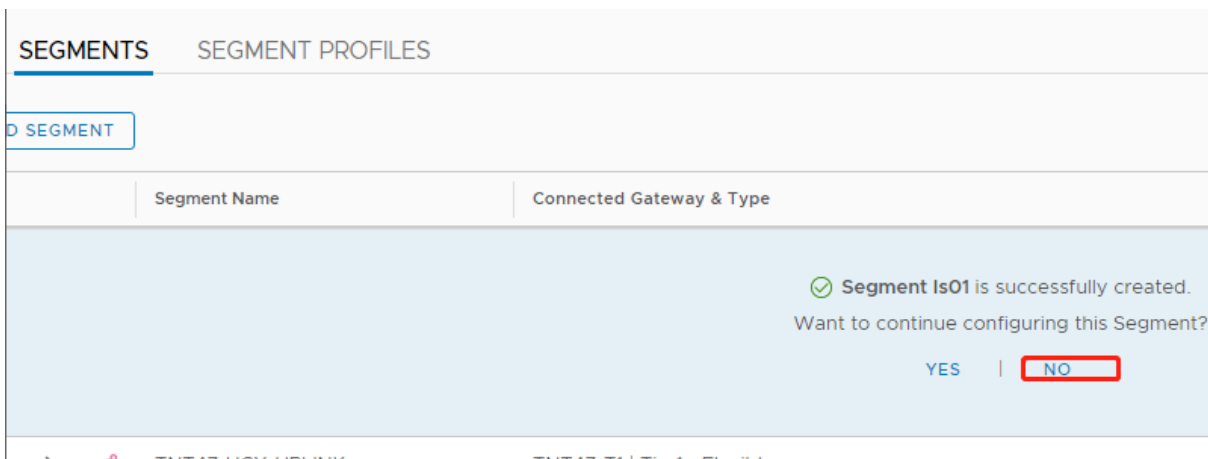 SEGMENTS SEGMENT PROFILES
D SEGMENT
Segment Name Connected Gateway & Type
Segment ls01 is successfully created.
Want to continue configuring this Segment?
YES | NO